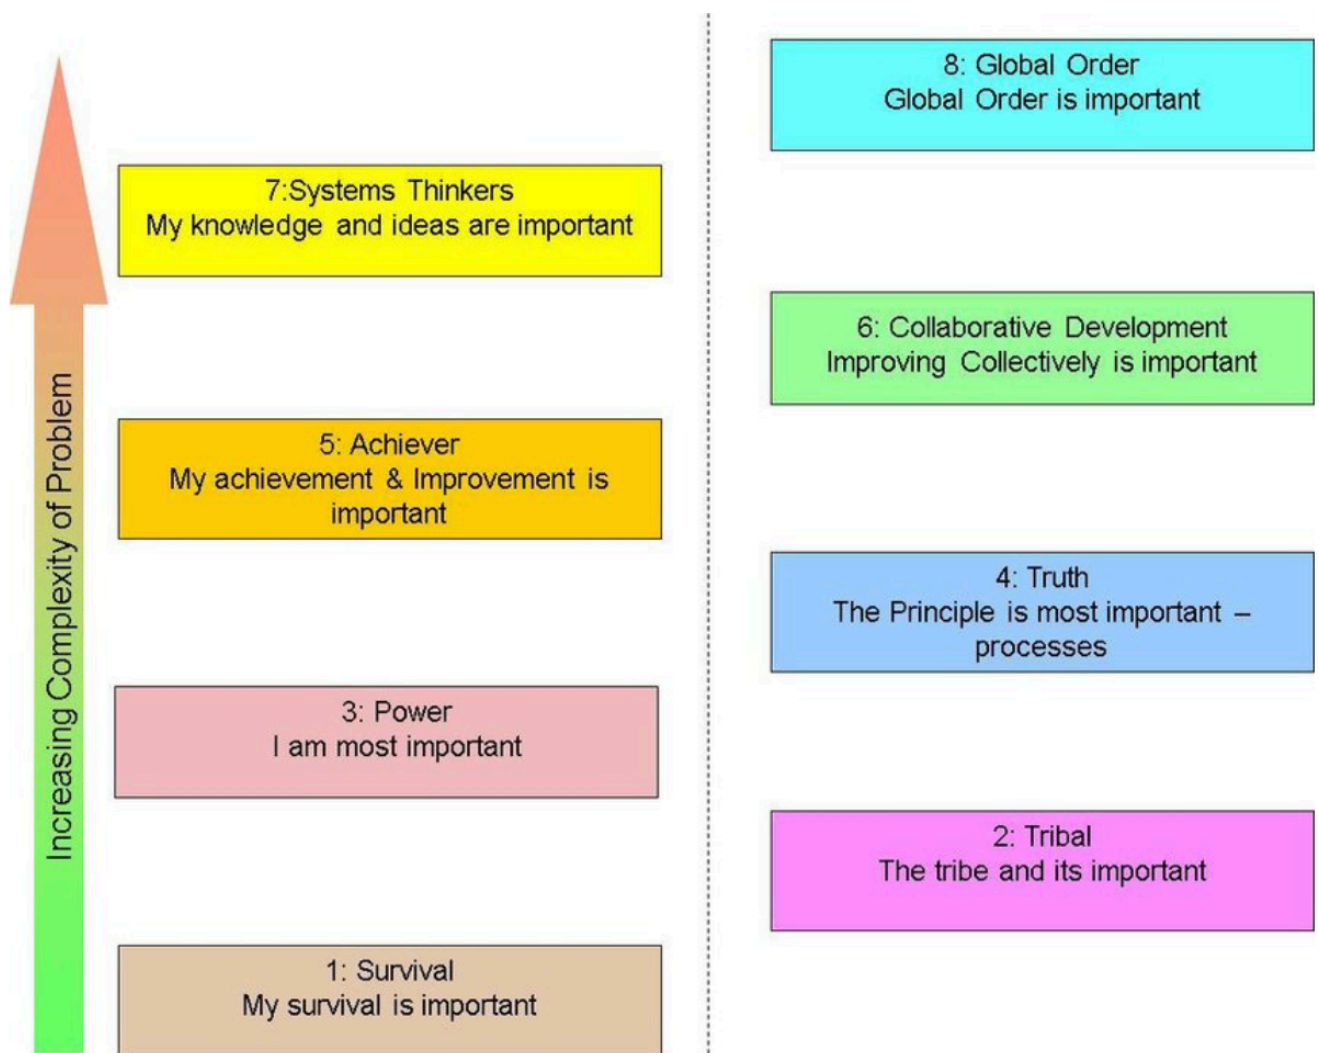 8: Global Order
Global Order is important
7:Systems Thinkers
My knowledge and ideas are important
6: Collaborative Development
Improving Collectively is important
5: Achiever
My achievement & Improvement is
important
4: Truth
The Principle is most important –
processes
3: Power
I am most important
2: Tribal
The tribe and its important
1: Survival
My survival is important
Increasing Complexity of Problem